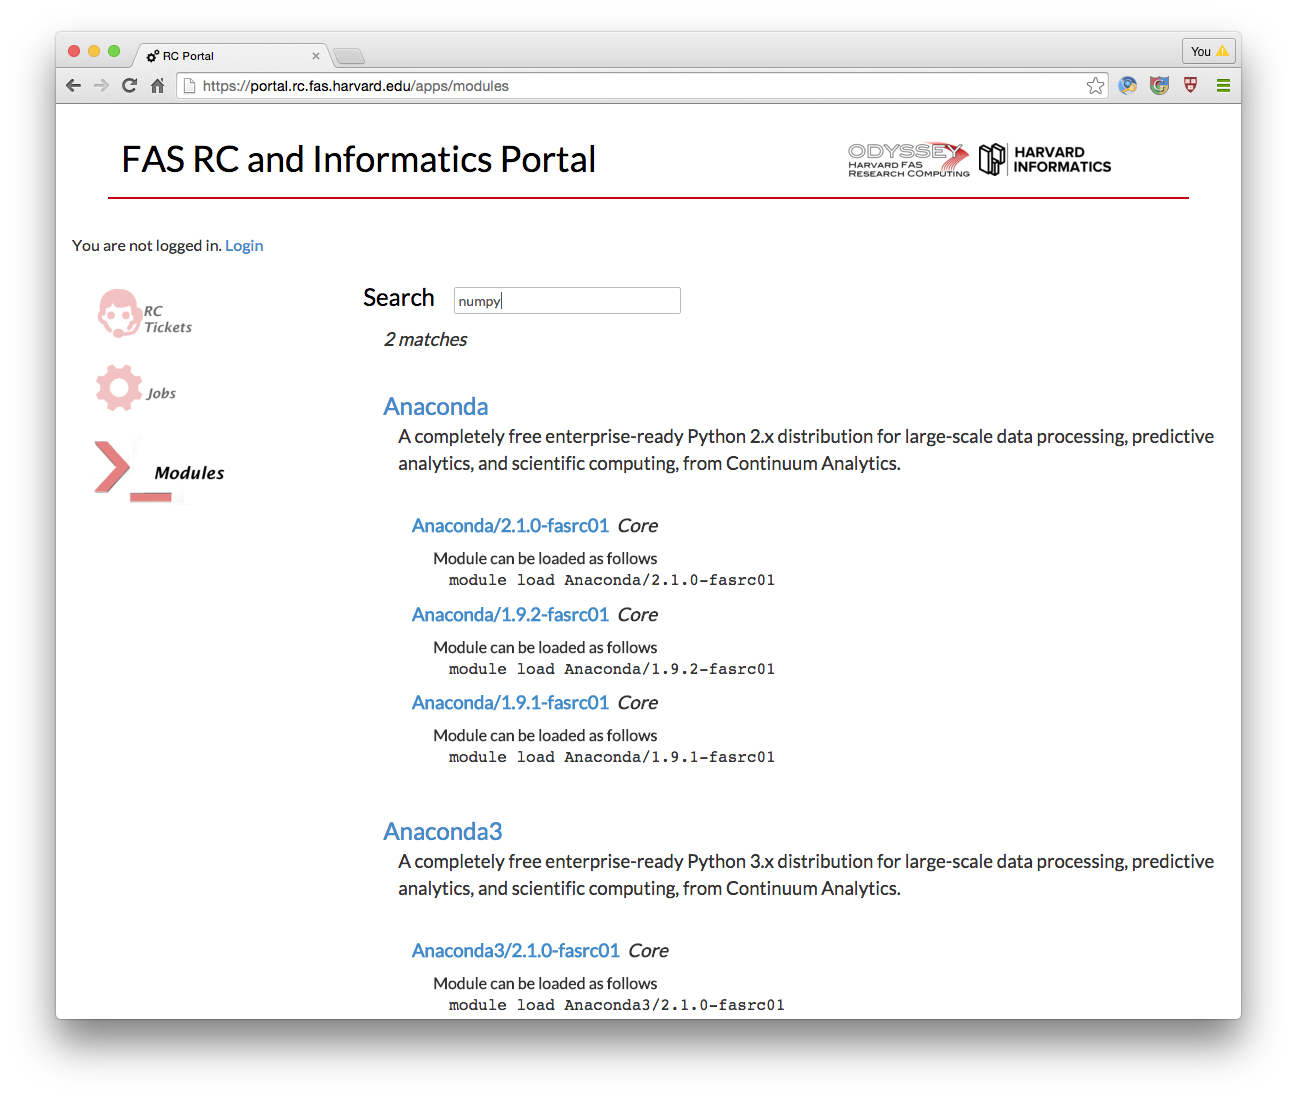 RC Portal
You
https://portal.rc.fas.harvard.edu/apps/modules
FAS RC and Informatics Portal
ODYSSEY
HARVARD FAS
RESEARCH COMPUTING
HARVARD
INFORMATICS
You are not logged in. Login
RC
Tickets
Jobs
Modules
Search numpy
2 matches
Anaconda
A completely free enterprise-ready Python 2.x distribution for large-scale data processing, predictive
analytics, and scientific computing, from Continuum Analytics.
Anaconda/2.1.0-fasrc01 Core
Module can be loaded as follows
module load Anaconda/2.1.0-fasrc01
Anaconda/1.9.2-fasrc01 Core
Module can be loaded as follows
module load Anaconda/1.9.2-fasrc01
Anaconda/1.9.1-fasrc01 Core
Module can be loaded as follows
module load Anaconda/1.9.1-fasrc01
Anaconda3
A completely free enterprise-ready Python 3.x distribution for large-scale data processing, predictive
analytics, and scientific computing, from Continuum Analytics.
Anaconda3/2.1.0-fasrc01 Core
Module can be loaded as follows
module load Anaconda3/2.1.0-fasrc01